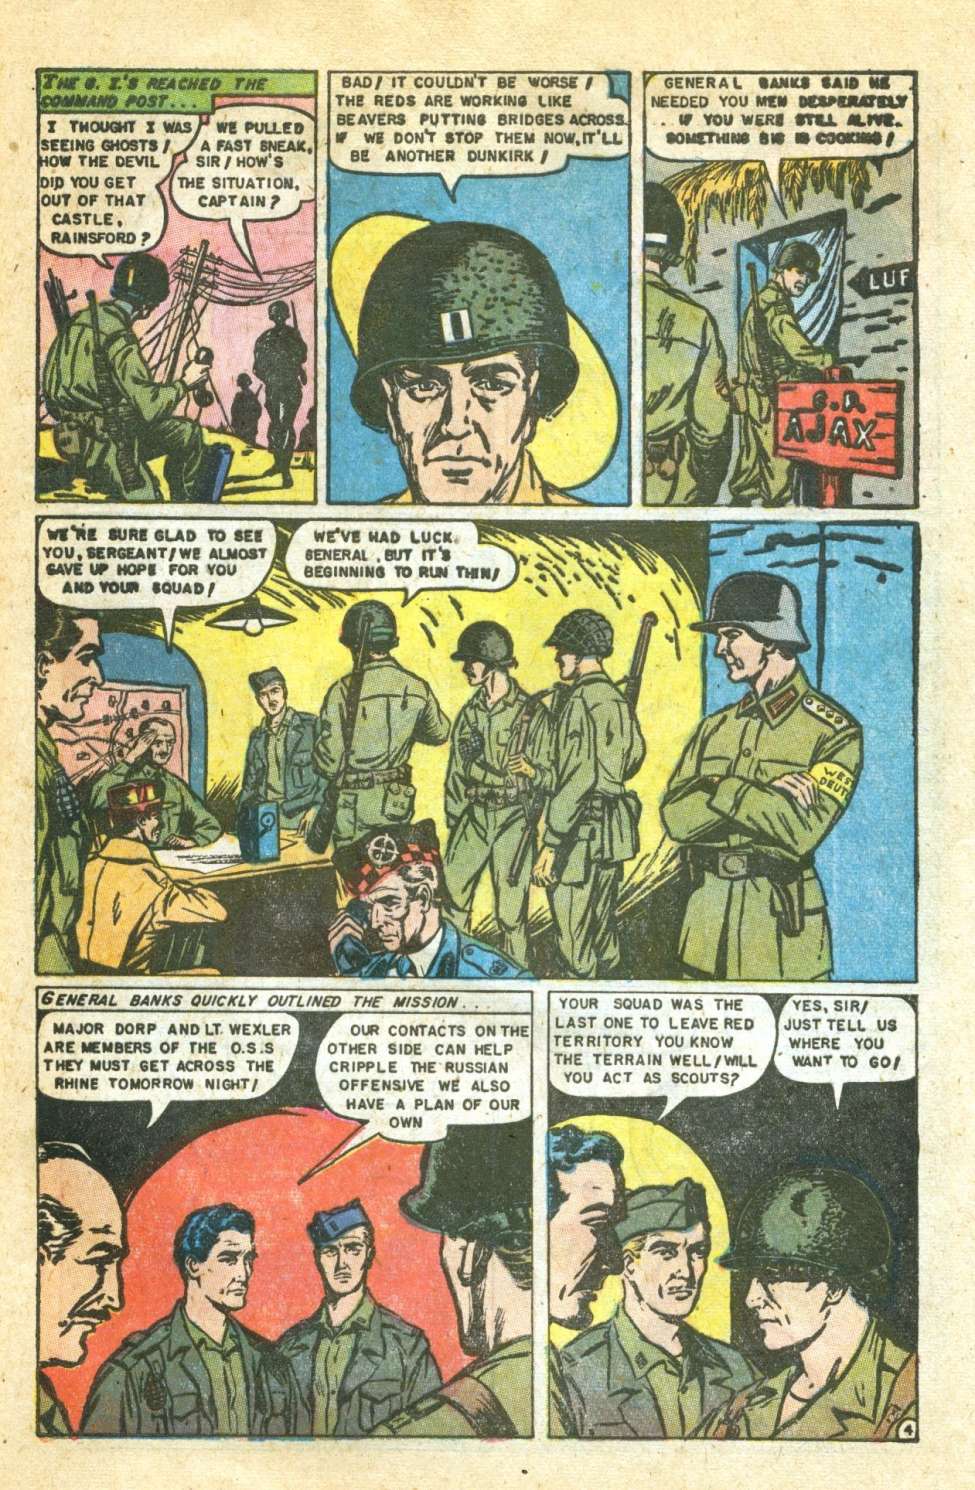 THE G. I.'S REACHED THE
COMMAND POST...
I THOUGHT I WAS
SEEING GHOSTS!
HOW THE DEVIL
DID YOU GET
OUT OF THAT
CASTLE,
RAINSFORD?
WE PULLED
A FAST SNEAK,
SIR! HOW'S
THE SITUATION,
CAPTAIN?
BAD! IT COULDN'T BE WORSE!
THE REDS ARE WORKING LIKE
BEAVERS PUTTING BRIDGES ACROSS.
IF WE DON'T STOP THEM NOW, IT'LL
BE ANOTHER DUNKIRK!
GENERAL BANKS SAID HE
NEEDED YOU MEN DESPERATELY
.. IF YOU WERE STILL ALIVE.
SOMETHING BIG IS COOKING!
LUF
C.P.
AJAX
WE'RE SURE GLAD TO SEE
YOU, SERGEANT! WE ALMOST
GAVE UP HOPE FOR YOU
AND YOUR SQUAD!
WE'VE HAD LUCK
GENERAL, BUT IT'S
BEGINNING TO RUN THIN!
U.S.
WES
DEUT
GENERAL BANKS QUICKLY OUTLINED THE MISSION...
MAJOR DORP AND LT. WEXLER
ARE MEMBERS OF THE O.S.S
THEY MUST GET ACROSS THE
RHINE TOMORROW NIGHT!
OUR CONTACTS ON THE
OTHER SIDE CAN HELP
CRIPPLE THE RUSSIAN
OFFENSIVE WE ALSO
HAVE A PLAN OF OUR
OWN
YOUR SQUAD WAS THE
LAST ONE TO LEAVE RED
TERRITORY YOU KNOW
THE TERRAIN WELL! WILL
YOU ACT AS SCOUTS?
YES, SIR!
JUST TELL US
WHERE YOU
WANT TO GO!
4